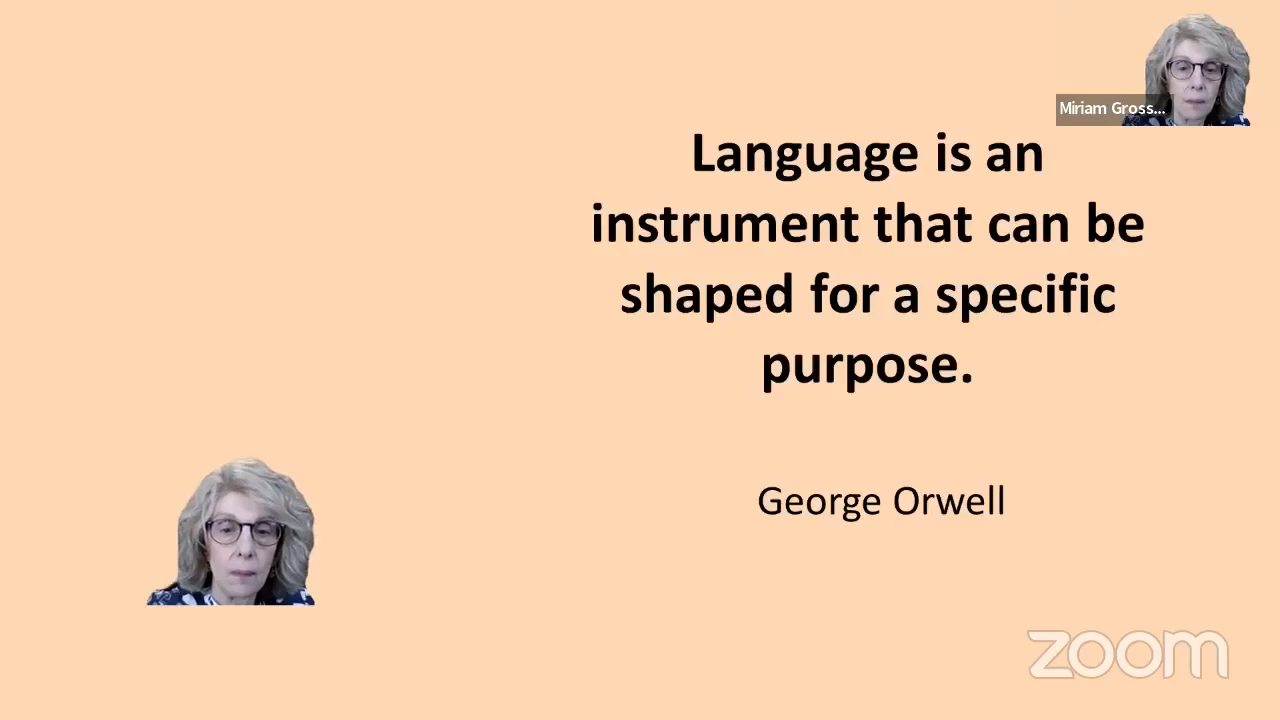 Miriam Gross...
Language is an
instrument that can be
shaped for a specific
purpose.
George Orwell
zoom